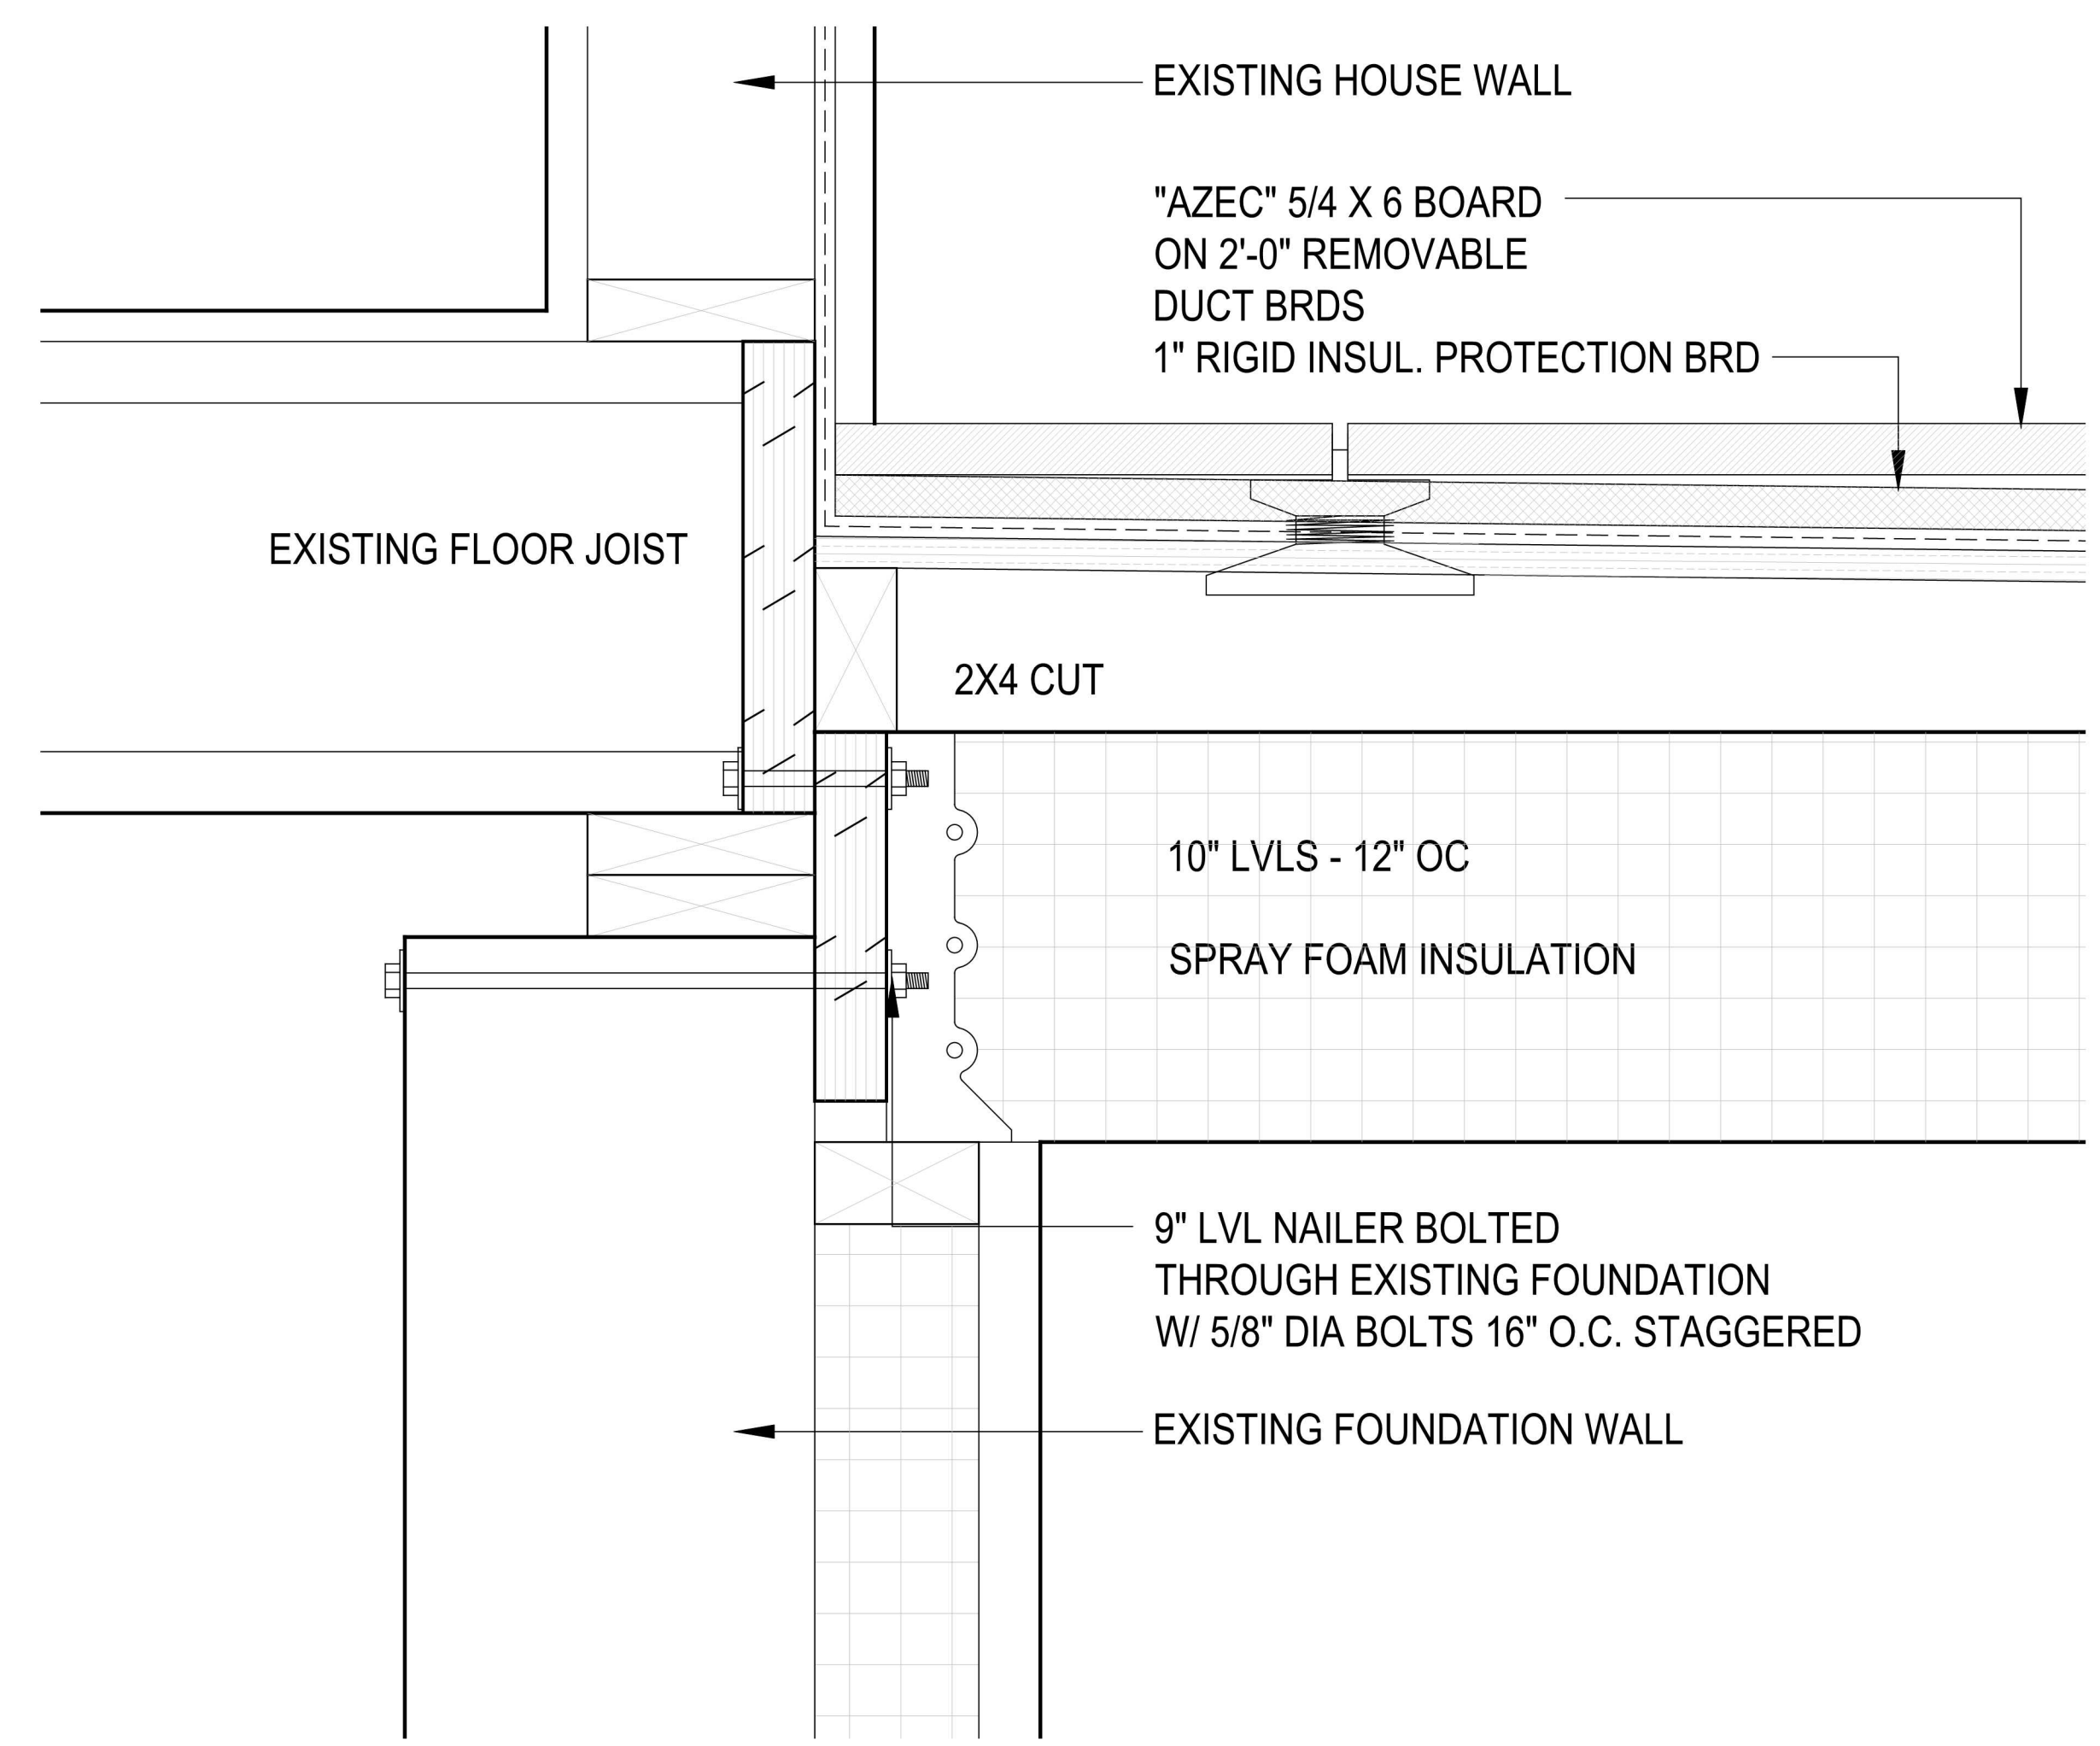 EXISTING HOUSE WALL
"AZEC" 5/4 X 6 BOARD
ON 2'-0" REMOVABLE
DUCT BRDS
1" RIGID INSUL. PROTECTION BRD
EXISTING FLOOR JOIST
2X4 CUT
10" LVLS - 12" OC
SPRAY FOAM INSULATION
9" LVL NAILER BOLTED
THROUGH EXISTING FOUNDATION
W/ 5/8" DIA BOLTS 16" O.C. STAGGERED
EXISTING FOUNDATION WALL